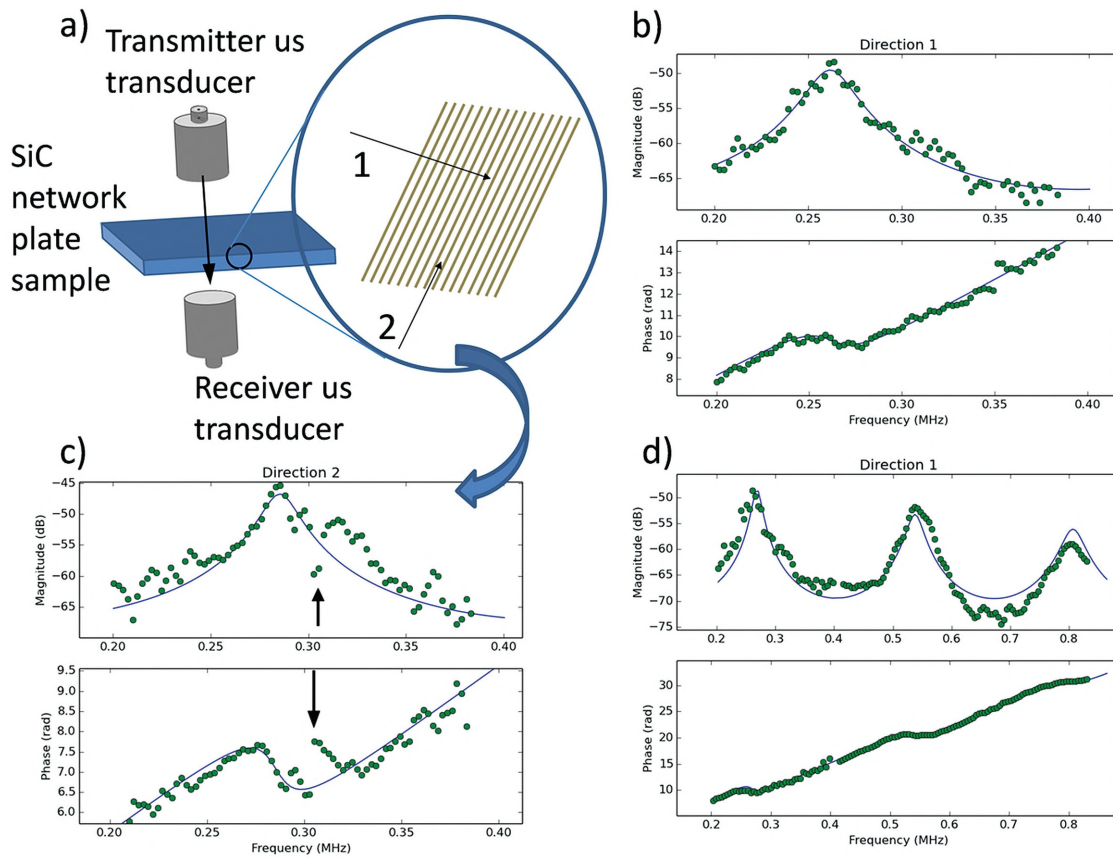 a)
Transmitter us
transducer
SiC
network
plate
sample
1
2
Receiver us
transducer
b)
Direction 1
Magnitude (dB)
−50
−55
−60
−65
0.20
0.25
0.30
0.35
0.40
Phase (rad)
14
13
12
11
10
9
8
0.20
0.25
0.30
0.35
0.40
Frequency (MHz)
c)
Direction 2
Magnitude (dB)
−45
−50
−55
−60
−65
0.20
0.25
0.30
0.35
0.40
Phase (rad)
9.5
9.0
8.5
8.0
7.5
7.0
6.5
6.0
0.20
0.25
0.30
0.35
0.40
Frequency (MHz)
d)
Direction 1
Magnitude (dB)
−50
−55
−60
−65
−70
−75
0.2
0.3
0.4
0.5
0.6
0.7
0.8
Phase (rad)
30
25
20
15
10
0.2
0.3
0.4
0.5
0.6
0.7
0.8
Frequency (MHz)